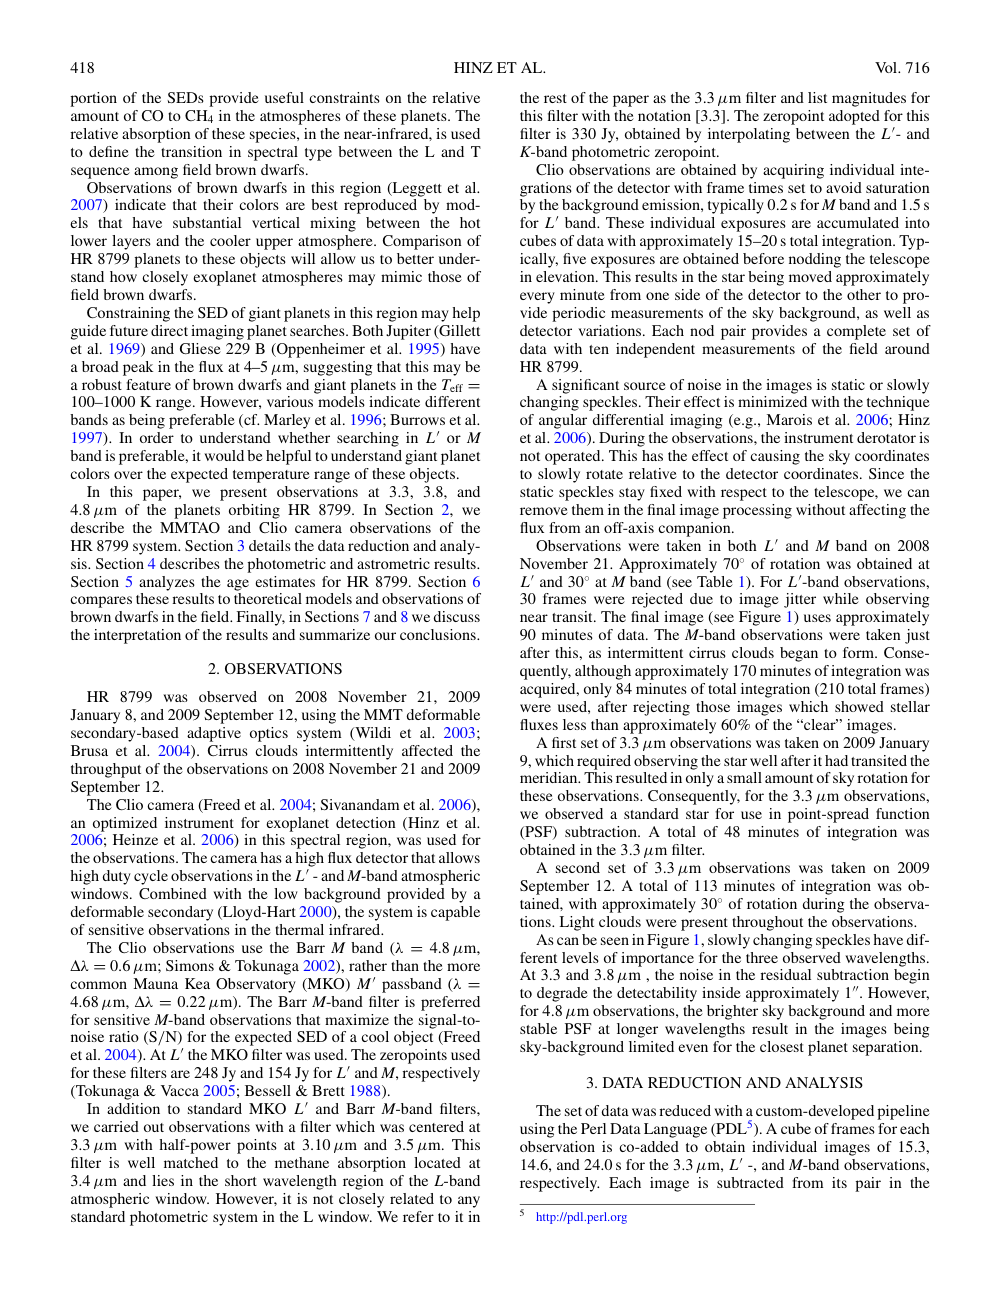 418
HINZ ET AL.
Vol. 716
portion of the SEDs provide useful constraints on the relative
amount of CO to CH4 in the atmospheres of these planets. The
relative absorption of these species, in the near-infrared, is used
to define the transition in spectral type between the L and T
sequence among field brown dwarfs.
Observations of brown dwarfs in this region (Leggett et al.
2007) indicate that their colors are best reproduced by mod-
els that have substantial vertical mixing between the hot
lower layers and the cooler upper atmosphere. Comparison of
HR 8799 planets to these objects will allow us to better under-
stand how closely exoplanet atmospheres may mimic those of
field brown dwarfs.
Constraining the SED of giant planets in this region may help
guide future direct imaging planet searches. Both Jupiter (Gillett
et al. 1969) and Gliese 229 B (Oppenheimer et al. 1995) have
a broad peak in the flux at 4–5 μm, suggesting that this may be
a robust feature of brown dwarfs and giant planets in the Teff =
100–1000 K range. However, various models indicate different
bands as being preferable (cf. Marley et al. 1996; Burrows et al.
1997). In order to understand whether searching in L′ or M
band is preferable, it would be helpful to understand giant planet
colors over the expected temperature range of these objects.
In this paper, we present observations at 3.3, 3.8, and
4.8 μm of the planets orbiting HR 8799. In Section 2, we
describe the MMTAO and Clio camera observations of the
HR 8799 system. Section 3 details the data reduction and analy-
sis. Section 4 describes the photometric and astrometric results.
Section 5 analyzes the age estimates for HR 8799. Section 6
compares these results to theoretical models and observations of
brown dwarfs in the field. Finally, in Sections 7 and 8 we discuss
the interpretation of the results and summarize our conclusions.
2. OBSERVATIONS
HR 8799 was observed on 2008 November 21, 2009
January 8, and 2009 September 12, using the MMT deformable
secondary-based adaptive optics system (Wildi et al. 2003;
Brusa et al. 2004). Cirrus clouds intermittently affected the
throughput of the observations on 2008 November 21 and 2009
September 12.
The Clio camera (Freed et al. 2004; Sivanandam et al. 2006),
an optimized instrument for exoplanet detection (Hinz et al.
2006; Heinze et al. 2006) in this spectral region, was used for
the observations. The camera has a high flux detector that allows
high duty cycle observations in the L′ - and M-band atmospheric
windows. Combined with the low background provided by a
deformable secondary (Lloyd-Hart 2000), the system is capable
of sensitive observations in the thermal infrared.
The Clio observations use the Barr M band (λ = 4.8 μm,
Δλ = 0.6 μm; Simons & Tokunaga 2002), rather than the more
common Mauna Kea Observatory (MKO) M′ passband (λ =
4.68 μm, Δλ = 0.22 μm). The Barr M-band filter is preferred
for sensitive M-band observations that maximize the signal-to-
noise ratio (S/N) for the expected SED of a cool object (Freed
et al. 2004). At L′ the MKO filter was used. The zeropoints used
for these filters are 248 Jy and 154 Jy for L′ and M, respectively
(Tokunaga & Vacca 2005; Bessell & Brett 1988).
In addition to standard MKO L′ and Barr M-band filters,
we carried out observations with a filter which was centered at
3.3 μm with half-power points at 3.10 μm and 3.5 μm. This
filter is well matched to the methane absorption located at
3.4 μm and lies in the short wavelength region of the L-band
atmospheric window. However, it is not closely related to any
standard photometric system in the L window. We refer to it in
the rest of the paper as the 3.3 μm filter and list magnitudes for
this filter with the notation [3.3]. The zeropoint adopted for this
filter is 330 Jy, obtained by interpolating between the L′- and
K-band photometric zeropoint.
Clio observations are obtained by acquiring individual inte-
grations of the detector with frame times set to avoid saturation
by the background emission, typically 0.2 s for M band and 1.5 s
for L′ band. These individual exposures are accumulated into
cubes of data with approximately 15–20 s total integration. Typ-
ically, five exposures are obtained before nodding the telescope
in elevation. This results in the star being moved approximately
every minute from one side of the detector to the other to pro-
vide periodic measurements of the sky background, as well as
detector variations. Each nod pair provides a complete set of
data with ten independent measurements of the field around
HR 8799.
A significant source of noise in the images is static or slowly
changing speckles. Their effect is minimized with the technique
of angular differential imaging (e.g., Marois et al. 2006; Hinz
et al. 2006). During the observations, the instrument derotator is
not operated. This has the effect of causing the sky coordinates
to slowly rotate relative to the detector coordinates. Since the
static speckles stay fixed with respect to the telescope, we can
remove them in the final image processing without affecting the
flux from an off-axis companion.
Observations were taken in both L′ and M band on 2008
November 21. Approximately 70° of rotation was obtained at
L′ and 30° at M band (see Table 1). For L′-band observations,
30 frames were rejected due to image jitter while observing
near transit. The final image (see Figure 1) uses approximately
90 minutes of data. The M-band observations were taken just
after this, as intermittent cirrus clouds began to form. Conse-
quently, although approximately 170 minutes of integration was
acquired, only 84 minutes of total integration (210 total frames)
were used, after rejecting those images which showed stellar
fluxes less than approximately 60% of the “clear” images.
A first set of 3.3 μm observations was taken on 2009 January
9, which required observing the star well after it had transited the
meridian. This resulted in only a small amount of sky rotation for
these observations. Consequently, for the 3.3 μm observations,
we observed a standard star for use in point-spread function
(PSF) subtraction. A total of 48 minutes of integration was
obtained in the 3.3 μm filter.
A second set of 3.3 μm observations was taken on 2009
September 12. A total of 113 minutes of integration was ob-
tained, with approximately 30° of rotation during the observa-
tions. Light clouds were present throughout the observations.
As can be seen in Figure 1, slowly changing speckles have dif-
ferent levels of importance for the three observed wavelengths.
At 3.3 and 3.8 μm , the noise in the residual subtraction begin
to degrade the detectability inside approximately 1″. However,
for 4.8 μm observations, the brighter sky background and more
stable PSF at longer wavelengths result in the images being
sky-background limited even for the closest planet separation.
3. DATA REDUCTION AND ANALYSIS
The set of data was reduced with a custom-developed pipeline
using the Perl Data Language (PDL5). A cube of frames for each
observation is co-added to obtain individual images of 15.3,
14.6, and 24.0 s for the 3.3 μm, L′ -, and M-band observations,
respectively. Each image is subtracted from its pair in the
5 http://pdl.perl.org